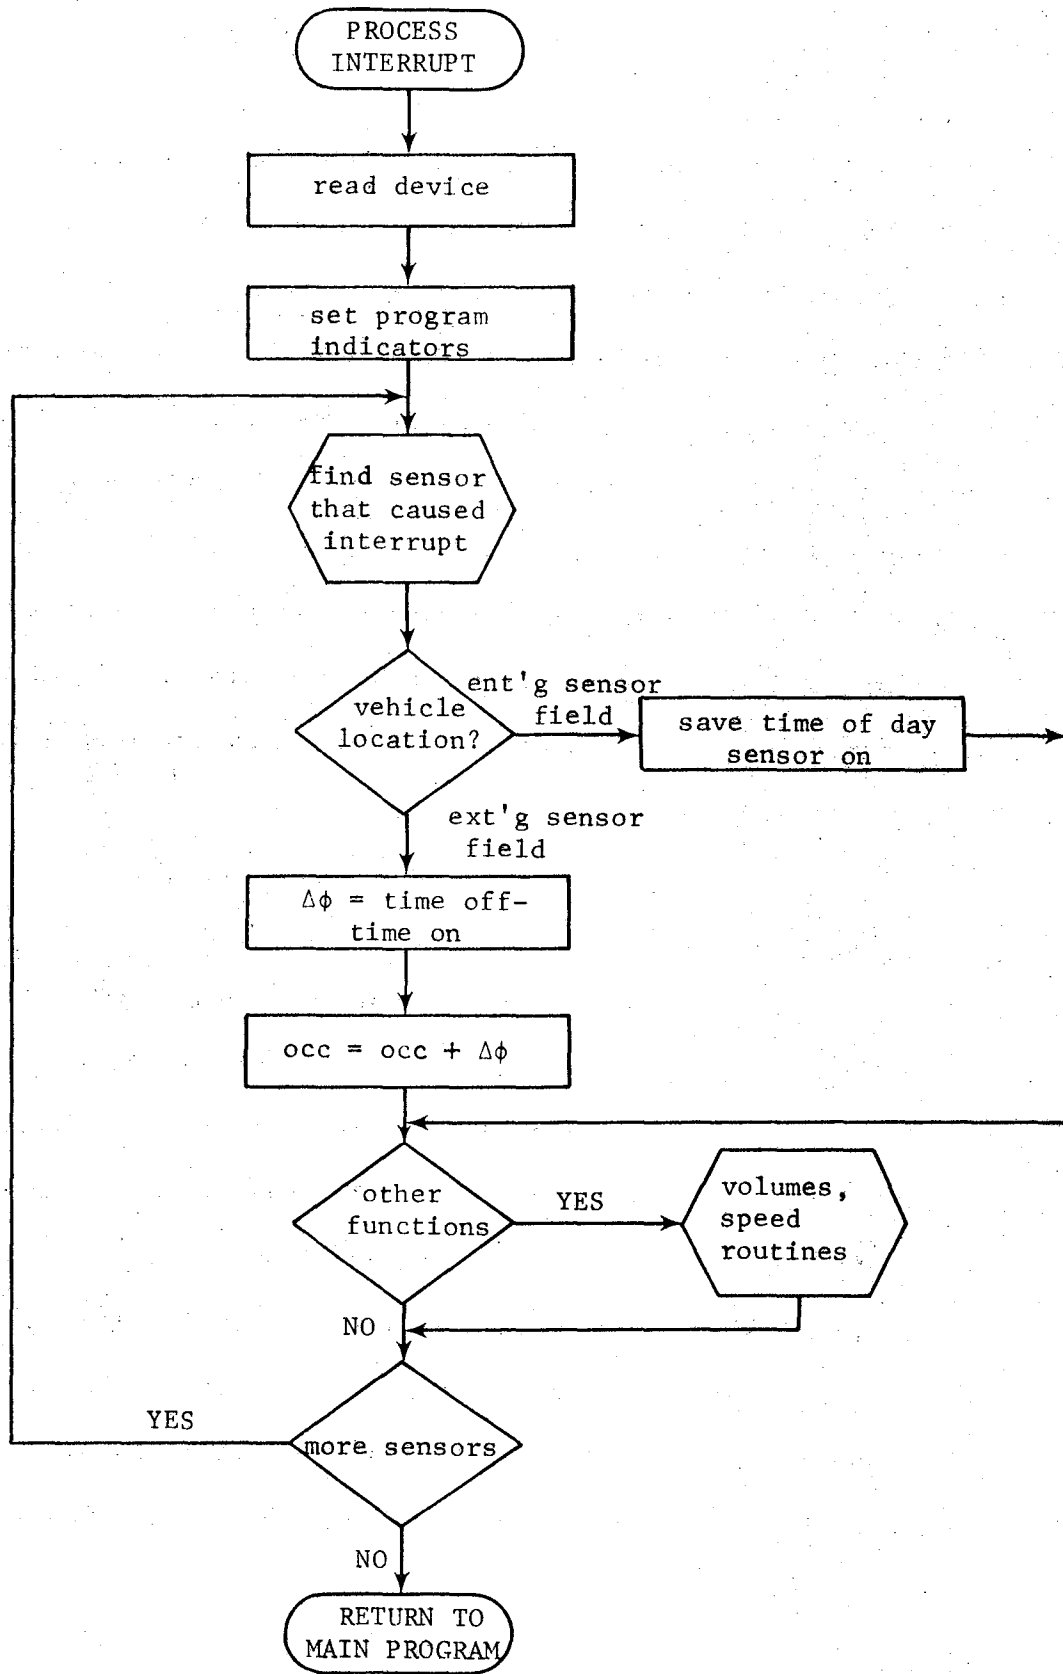 PROCESS
INTERRUPT
read device
set program
indicators
find sensor
that caused
interrupt
vehicle
location?
ent'g sensor
field
save time of day
sensor on
ext'g sensor
field
Δϕ = time off-
time on
occ = occ + Δϕ
other
functions
YES
volumes,
speed
routines
NO
more sensors
YES
NO
RETURN TO
MAIN PROGRAM